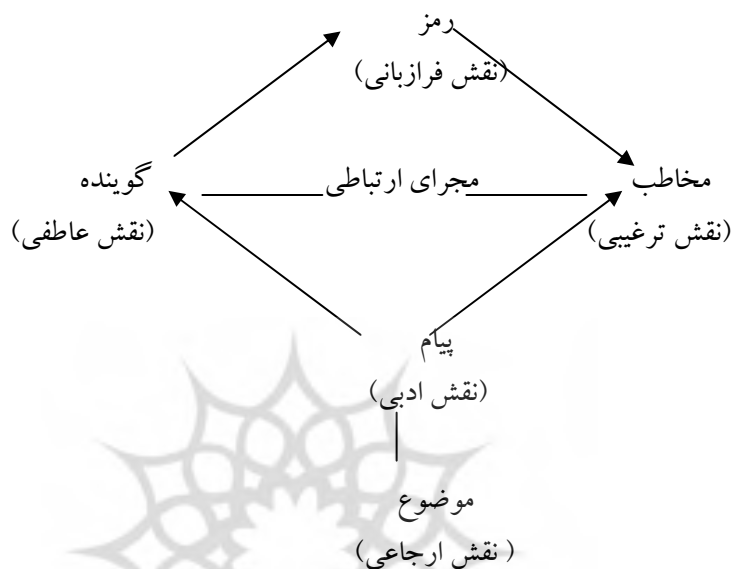 رمز
(نقش فرازبانی)
مخاطب
مجرای ارتباطی
گوینده
(نقش ترغیبی)
(نقش عاطفی)
پیام
(نقش ادبی)
موضوع
( نقش ارجاعی)